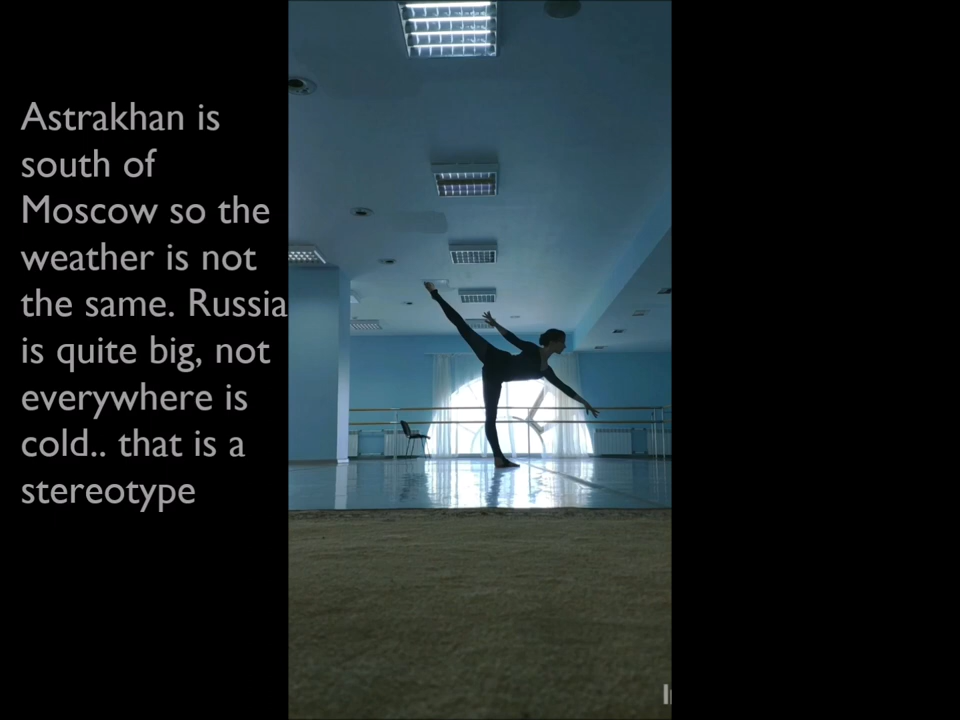 Astrakhan is
south of
Moscow so the
weather is not
the same. Russia
is quite big, not
everywhere is
cold.. that is a
stereotype